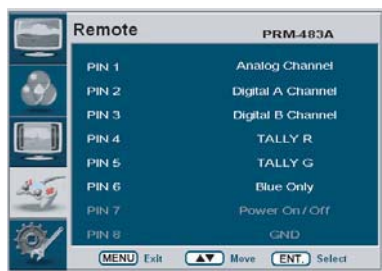 Remote PRM-483A
PIN 1 Analog Channel
PIN 2 Digital A Channel
PIN 3 Digital B Channel
PIN 4 TALLY R
PIN 5 TALLY G
PIN 6 Blue Only
PIN 7 Power On / Off
PIN 8 GND
MENU Exit ▲▼ Move ENT. Select